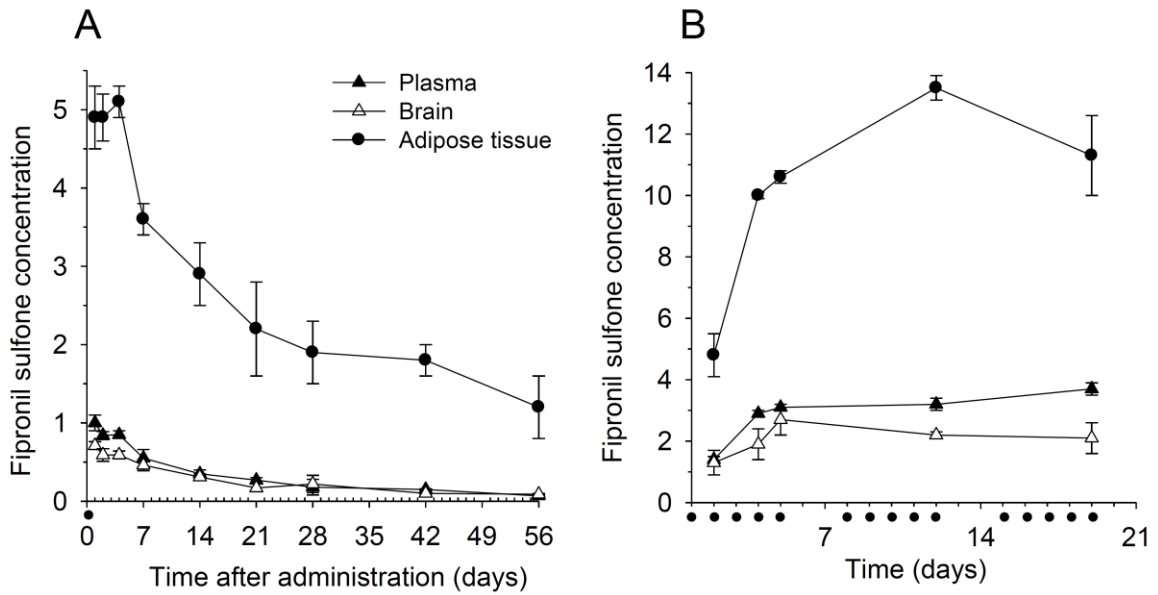 A
Fipronil sulfone concentration
5
4
3
2
1
0
Plasma
Brain
Adipose tissue
0 7 14 21 28 35 42 49 56
Time after administration (days)
B
Fipronil sulfone concentration
14
12
10
8
6
4
2
0
7 14 21
Time (days)